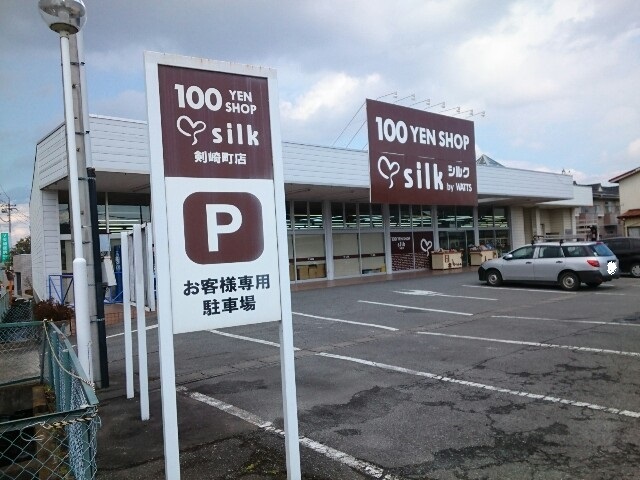 100 YEN
SHOP
silk
剣崎町店
P
お客様専用
駐車場
100 YEN SHOP
silk シルク
by WATTS